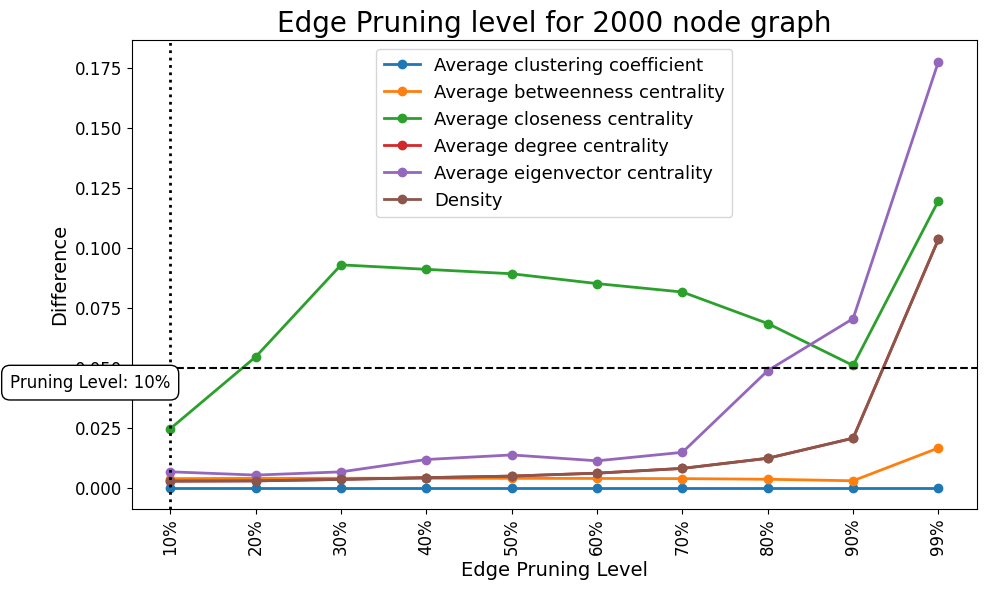 Edge Pruning level for 2000 node graph
Average clustering coefficient
Average betweenness centrality
Average closeness centrality
Average degree centrality
Average eigenvector centrality
Density
0.175
0.150
0.125
0.100
0.075
0.025
0.000
Difference
Pruning Level: 10%
10%
20%
30%
40%
50%
60%
70%
80%
90%
99%
Edge Pruning Level